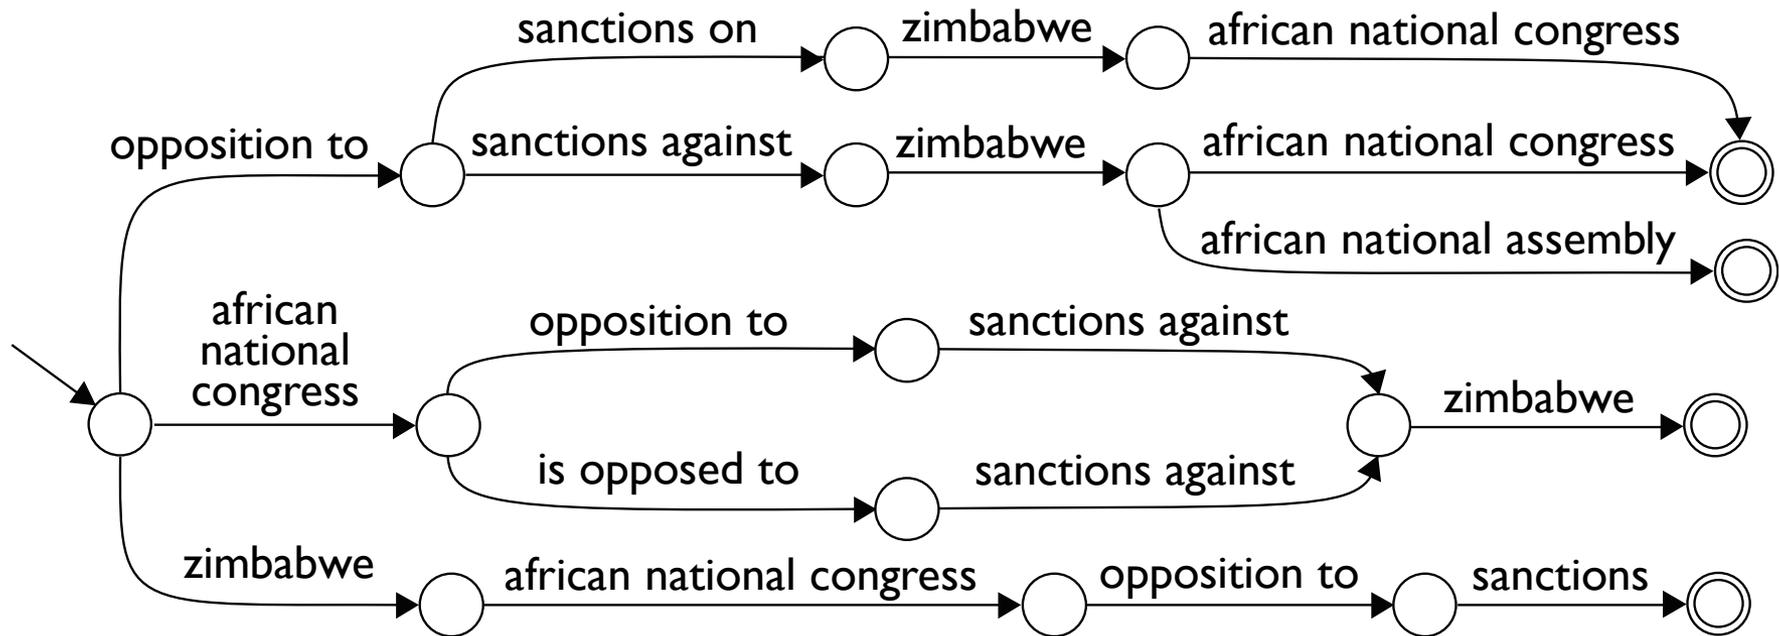 sanctions on
zimbabwe
african national congress
opposition to
sanctions against
zimbabwe
african national congress
african national assembly
african
national
congress
opposition to
sanctions against
zimbabwe
is opposed to
sanctions against
zimbabwe
african national congress
opposition to
sanctions